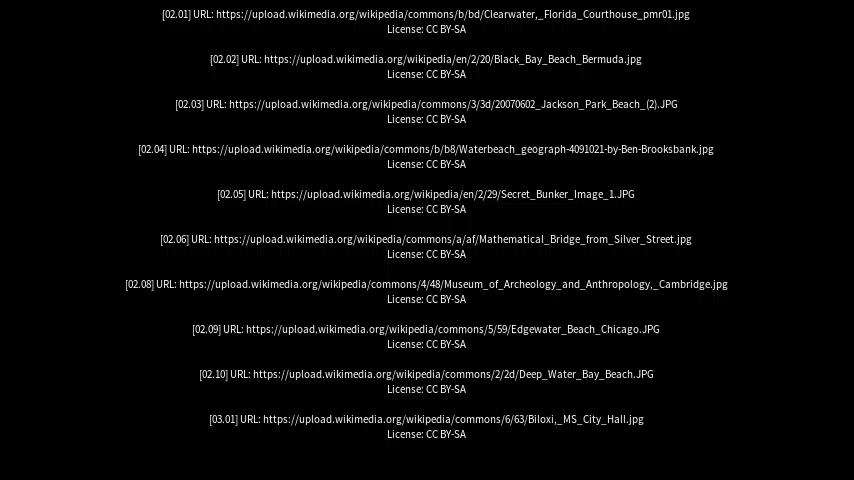 [02.01] URL: https://upload.wikimedia.org/wikipedia/commons/b/bd/Clearwater,_Florida_Courthouse_pmr01.jpg
License: CC BY-SA
[02.02] URL: https://upload.wikimedia.org/wikipedia/en/2/20/Black_Bay_Beach_Bermuda.jpg
License: CC BY-SA
[02.03] URL: https://upload.wikimedia.org/wikipedia/commons/3/3d/20070602_Jackson_Park_Beach_(2).JPG
License: CC BY-SA
[02.04] URL: https://upload.wikimedia.org/wikipedia/commons/b/b8/Waterbeach_geograph-4091021-by-Ben-Brooksbank.jpg
License: CC BY-SA
[02.05] URL: https://upload.wikimedia.org/wikipedia/en/2/29/Secret_Bunker_Image_1.JPG
License: CC BY-SA
[02.06] URL: https://upload.wikimedia.org/wikipedia/commons/a/af/Mathematical_Bridge_from_Silver_Street.jpg
License: CC BY-SA
[02.08] URL: https://upload.wikimedia.org/wikipedia/commons/4/48/Museum_of_Archeology_and_Anthropology,_Cambridge.jpg
License: CC BY-SA
[02.09] URL: https://upload.wikimedia.org/wikipedia/commons/5/59/Edgewater_Beach_Chicago.JPG
License: CC BY-SA
[02.10] URL: https://upload.wikimedia.org/wikipedia/commons/2/2d/Deep_Water_Bay_Beach.JPG
License: CC BY-SA
[03.01] URL: https://upload.wikimedia.org/wikipedia/commons/6/63/Biloxi,_MS_City_Hall.jpg
License: CC BY-SA